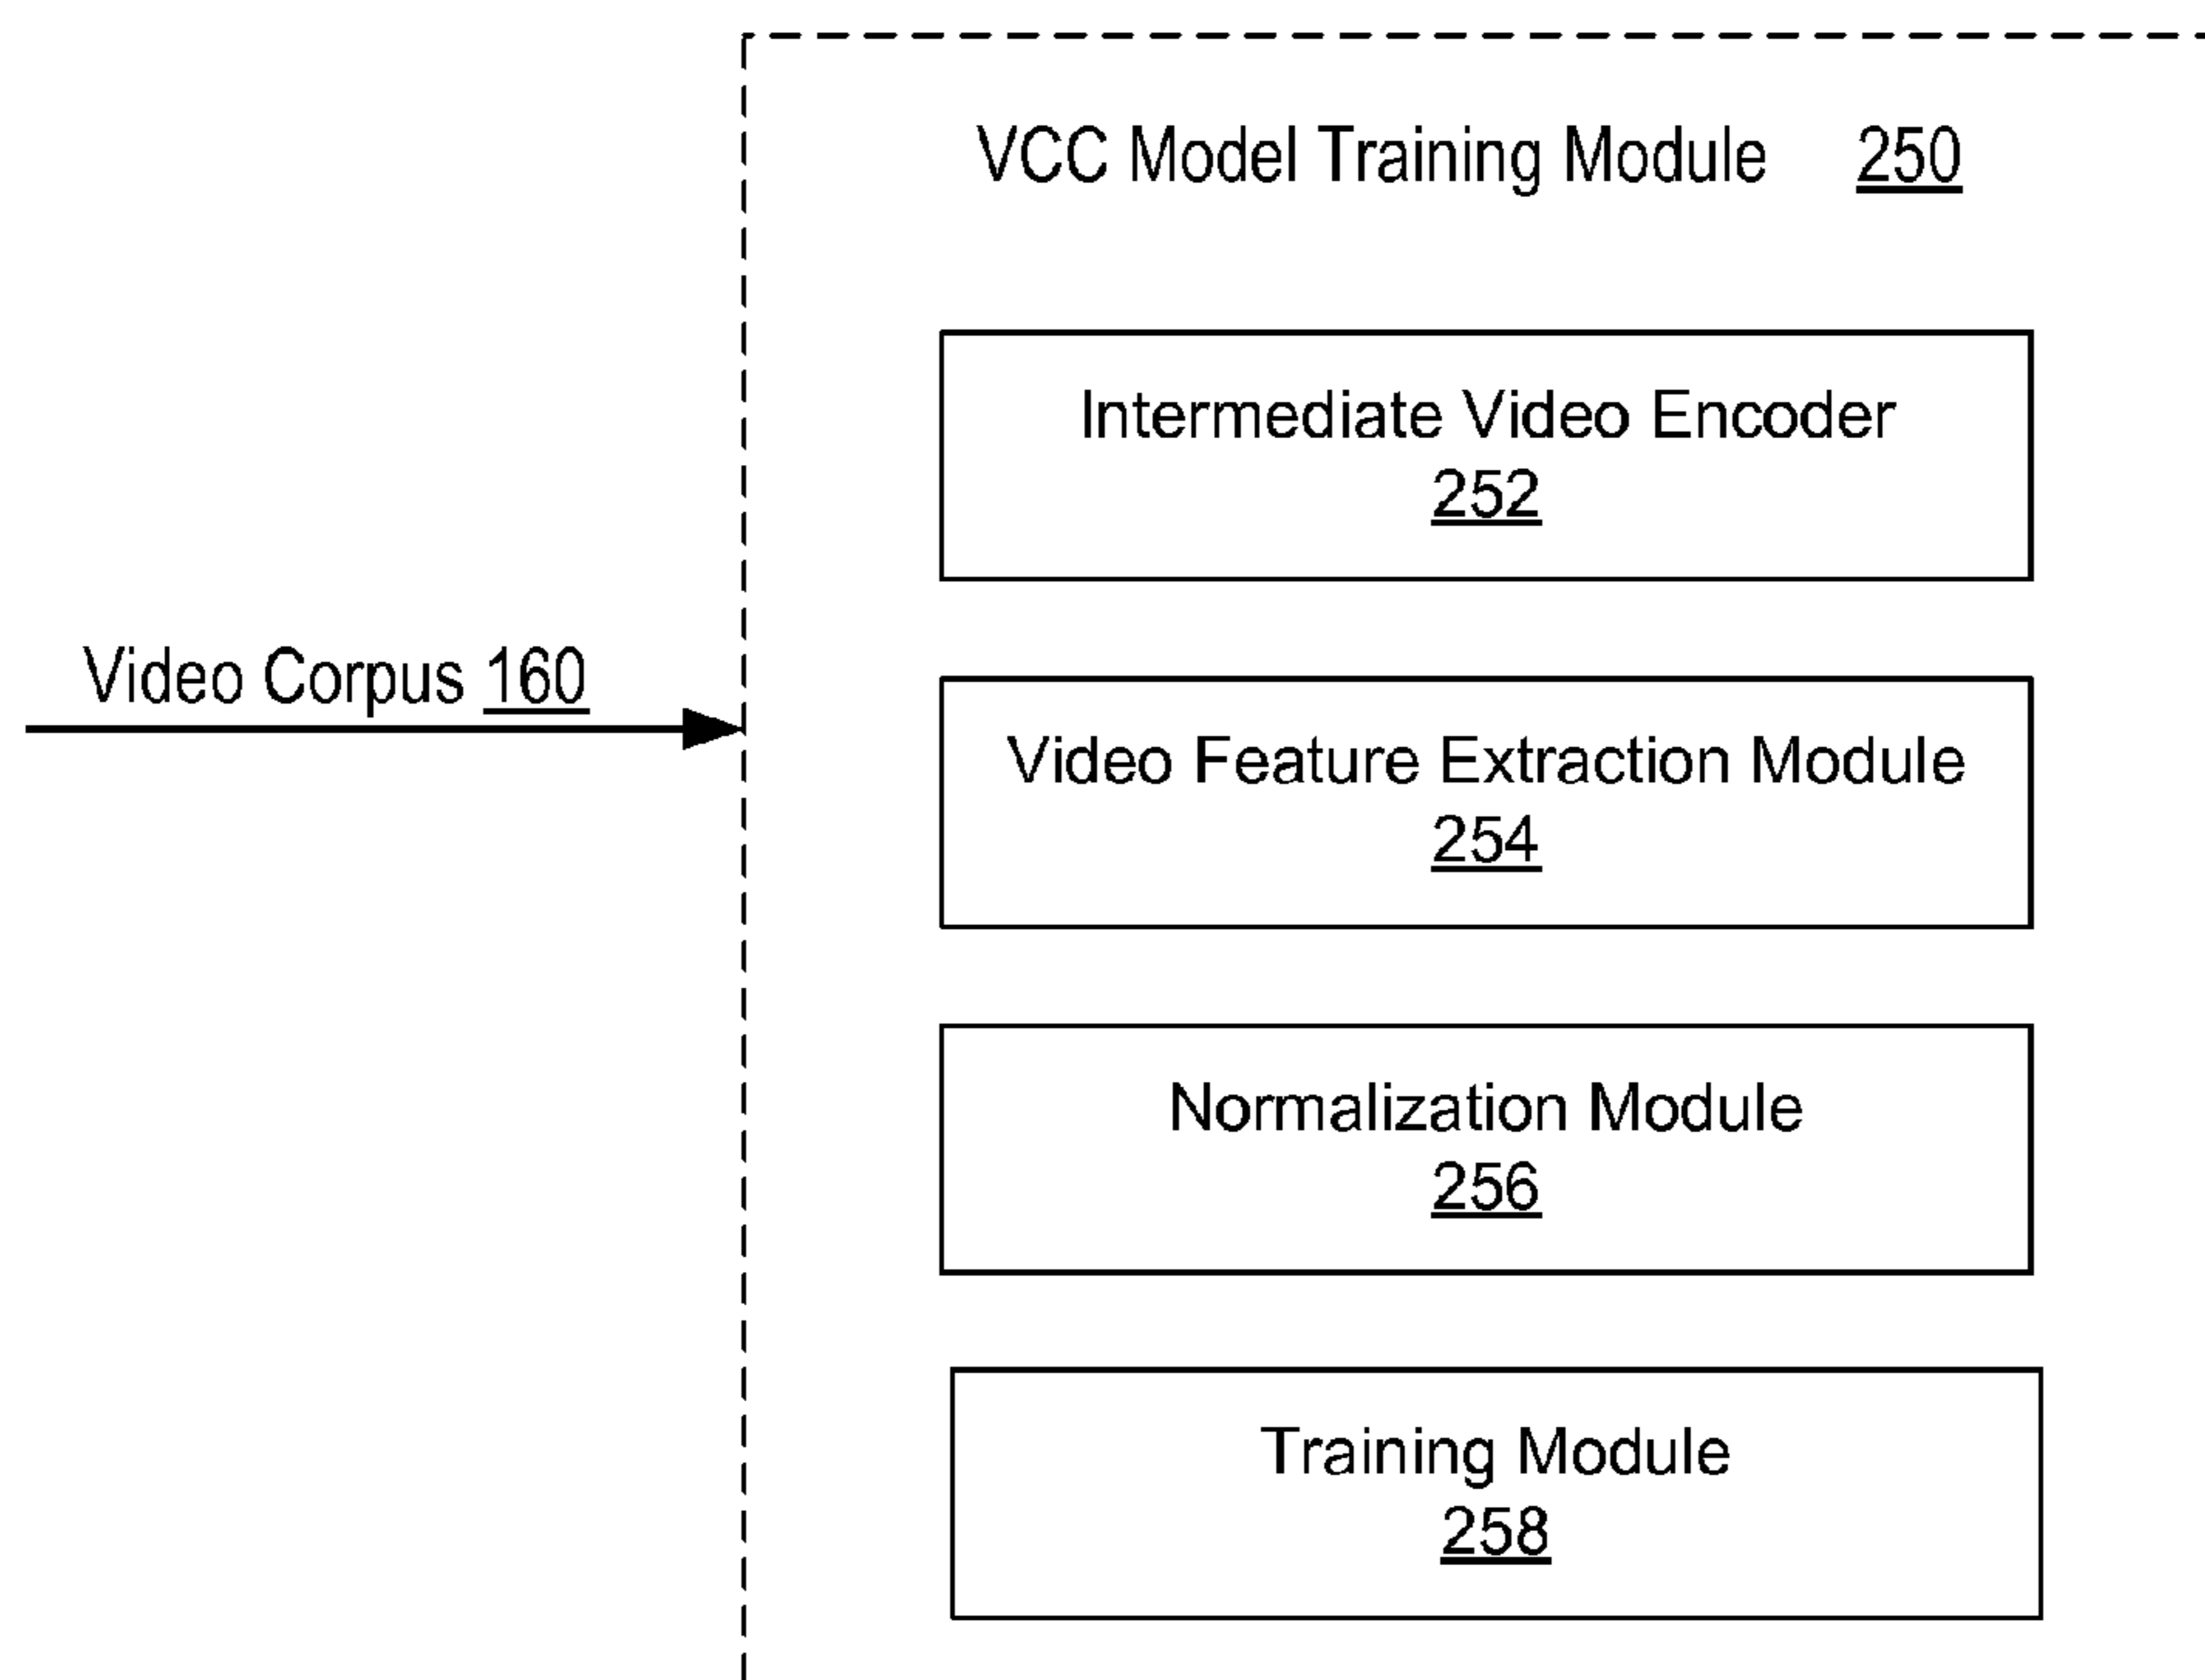 VCC Model Training Module 250
Intermediate Video Encoder
252
Video Corpus 160
Video Feature Extraction Module
254
Normalization Module
256
Training Module
258